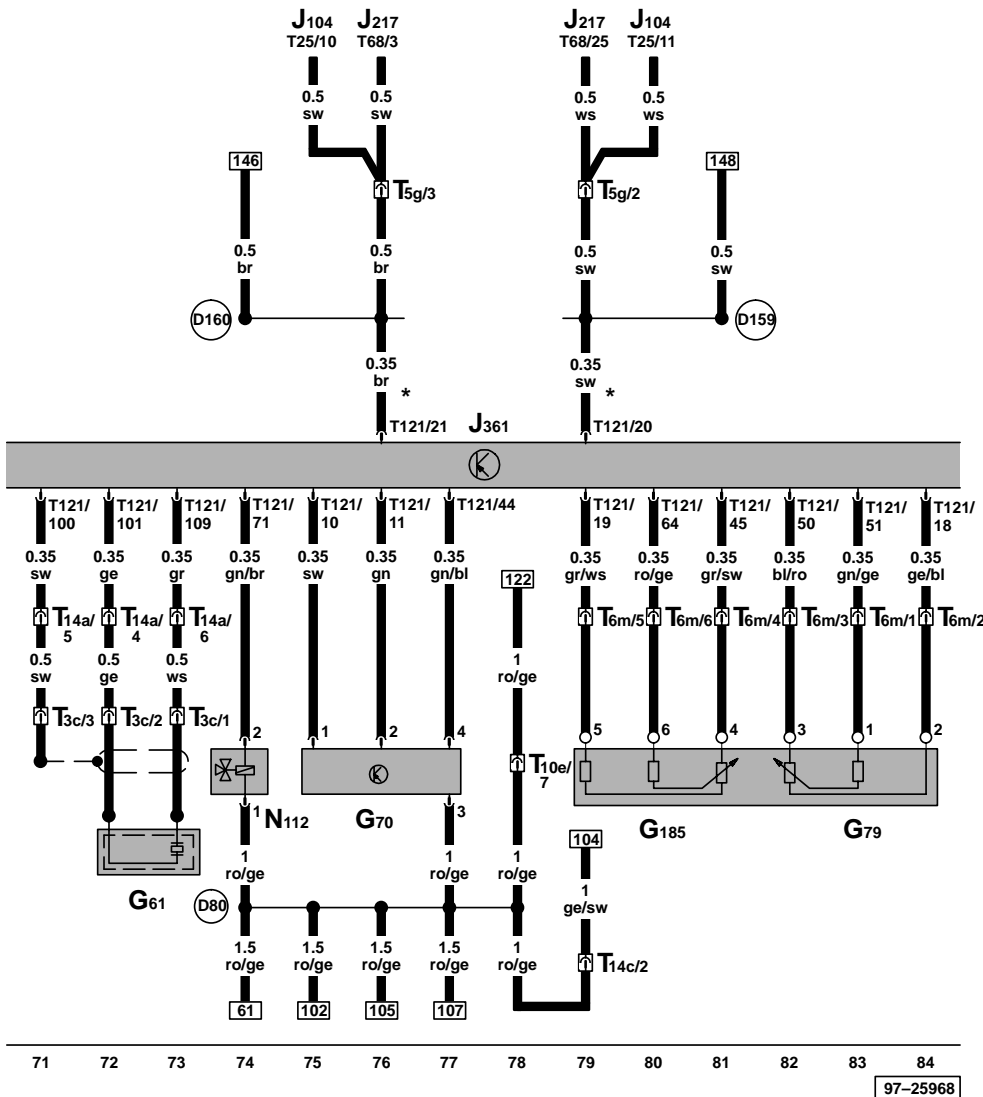 J104 J217 J217 J104
T25/10 T68/3 T68/25 T25/11
0.5 0.5 0.5 0.5
sw sw ws ws
146 148
T5g/3 T5g/2
0.5 0.5 0.5 0.5
br br sw sw
D160 D159
0.35 0.35
br sw
* *
T121/21 J361 T121/20
T121/ T121/ T121/ T121/ T121/ T121/ T121/44 T121/ T121/ T121/ T121/ T121/ T121/
100 101 109 71 10 11 19 64 45 50 51 18
0.35 0.35 0.35 0.35 0.35 0.35 0.35 0.35 0.35 0.35 0.35 0.35 0.35
sw ge gr gn/br sw gn gn/bl gr/ws ro/ge gr/sw bl/ro gn/ge ge/bl
122
T14a/ T14a/ T14a/ T6m/5 T6m/6 T6m/4 T6m/3 T6m/1 T6m/2
5 4 6
0.5 0.5 0.5 1
sw ge ws ro/ge
T3c/3 T3c/2 T3c/1
2 1 2 4 5 6 4 3 1 2
T10e/
7
1 N112 G70 3 G185 G79
104
1 1 1 1
ro/ge ro/ge ro/ge ge/sw
G61 D80
1.5 1.5 1.5 1.5 1
ro/ge ro/ge ro/ge ro/ge ro/ge
T14c/2
61 102 105 107
71 72 73 74 75 76 77 78 79 80 81 82 83 84
97–25968